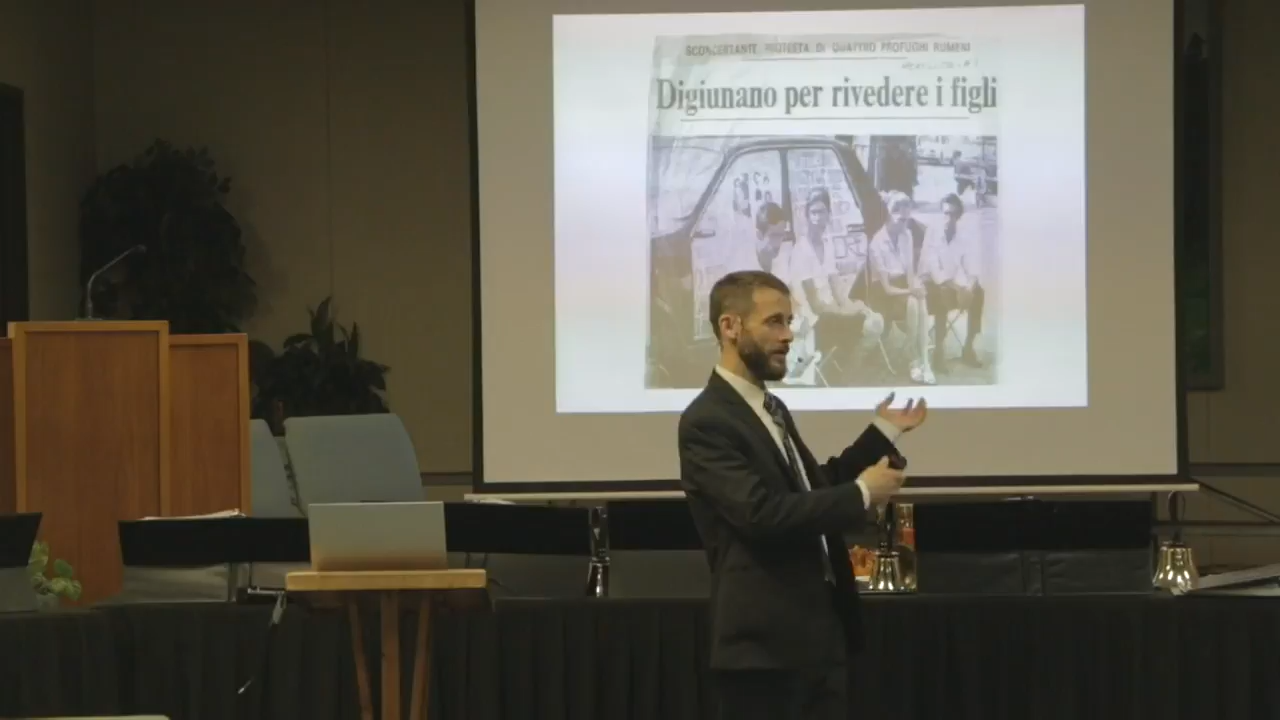 SCONCERTANTE PROTESTA DI QUATTRO PROFUGHI RUMENI
Digiunano per rivedere i figli